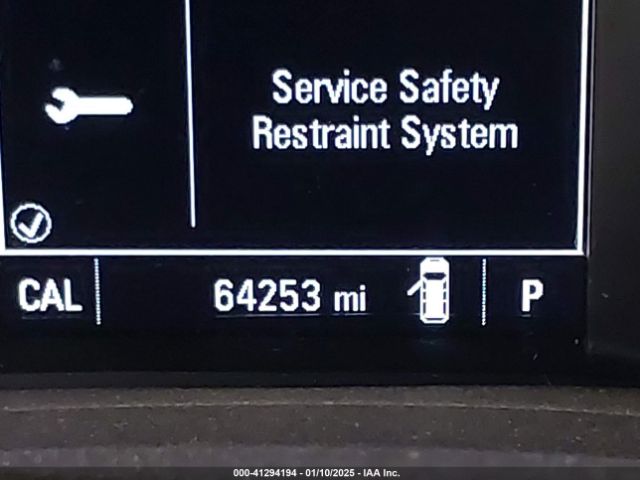 Service Safety
Restraint System
CAL 64253 mi P
000-41294194 - 01/10/2025 - IAA Inc.